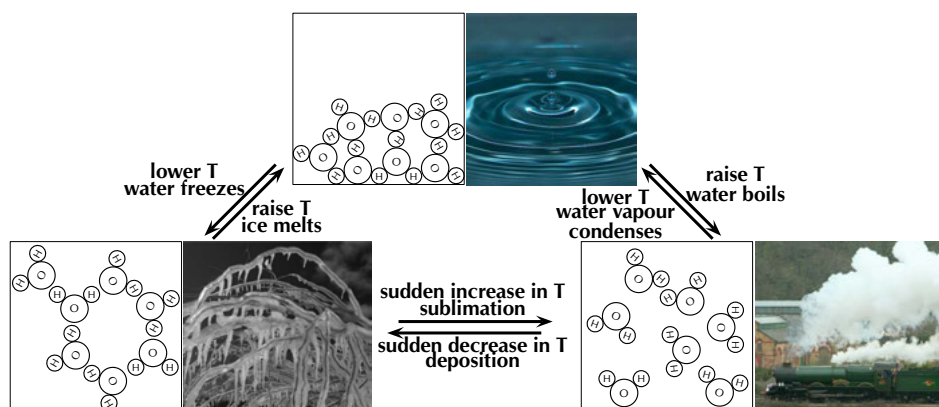 lower T
water freezes
raise T
ice melts
raise T
water boils
lower T
water vapour
condenses
sudden increase in T
sublimation
sudden decrease in T
deposition